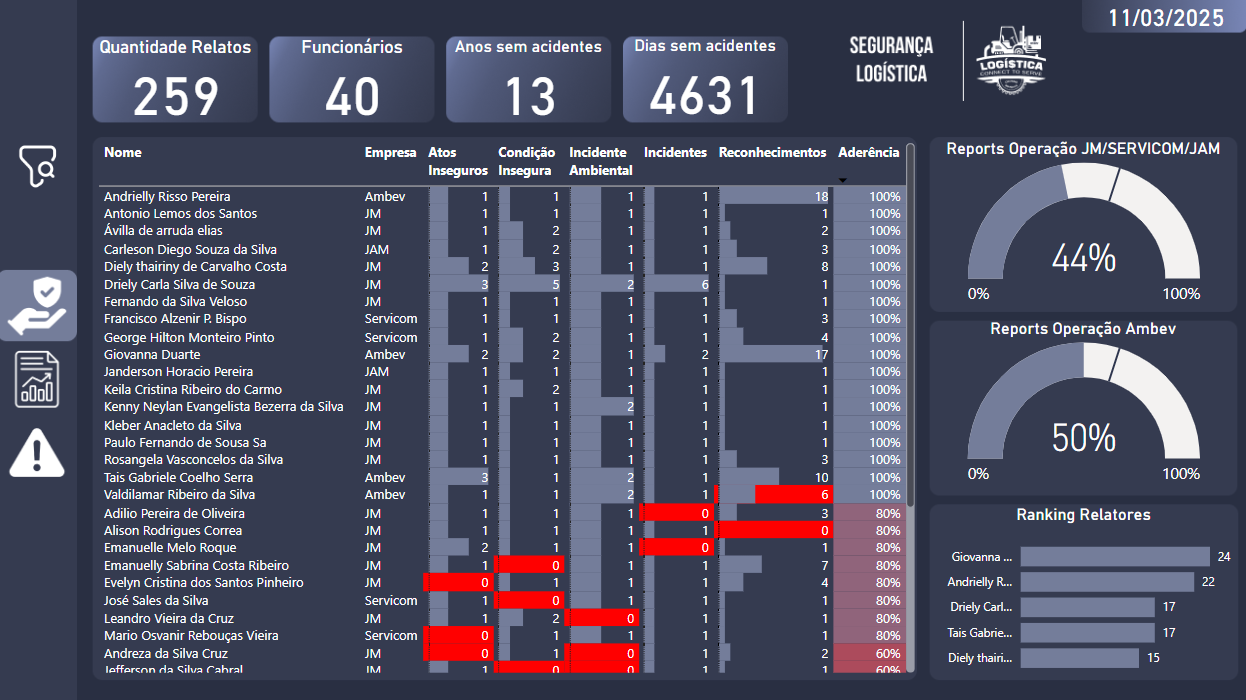 11/03/2025
Quantidade Relatos
259
Funcionários
40
Anos sem acidentes
13
Dias sem acidentes
4631
SEGURANÇA
LOGÍSTICA
LOGÍSTICA
CONNECT TO SERVE
Nome Empresa Atos Inseguros Condição Insegura Incidente Ambiental Incidentes Reconhecimentos Aderência
Andrielly Risso Pereira Ambev 1 1 1 1 18 100%
Antonio Lemos dos Santos JM 1 1 1 1 1 100%
Ávilla de arruda elias JM 1 2 1 1 2 100%
Carleson Diego Souza da Silva JAM 1 2 1 1 3 100%
Diely thairiny de Carvalho Costa JM 2 3 1 1 8 100%
Driely Carla Silva de Souza JM 3 5 2 6 1 100%
Fernando da Silva Veloso JM 1 1 1 1 1 100%
Francisco Alzenir P. Bispo Servicom 1 1 1 1 3 100%
George Hilton Monteiro Pinto Servicom 1 2 1 1 4 100%
Giovanna Duarte Ambev 2 2 1 2 17 100%
Janderson Horacio Pereira JAM 1 1 1 1 1 100%
Keila Cristina Ribeiro do Carmo JM 1 2 1 1 1 100%
Kenny Neylan Evangelista Bezerra da Silva JM 1 1 2 1 1 100%
Kleber Anacleto da Silva JM 1 1 1 1 1 100%
Paulo Fernando de Sousa Sa JM 1 1 1 1 1 100%
Rosangela Vasconcelos da Silva JM 1 1 1 1 3 100%
Tais Gabriele Coelho Serra Ambev 3 1 2 1 10 100%
Valdilamar Ribeiro da Silva Ambev 1 1 2 1 6 100%
Adilio Pereira de Oliveira JM 1 1 1 0 3 80%
Alison Rodrigues Correa JM 1 1 1 1 0 80%
Emanuelle Melo Roque JM 2 1 1 0 1 80%
Emanuelly Sabrina Costa Ribeiro JM 1 0 1 1 7 80%
Evelyn Cristina dos Santos Pinheiro JM 0 1 1 1 4 80%
José Sales da Silva Servicom 1 0 1 1 1 80%
Leandro Vieira da Cruz JM 1 2 0 1 1 80%
Mario Osvanir Rebouças Vieira Servicom 0 1 1 1 1 80%
Andreza da Silva Cruz JM 0 1 0 1 2 60%
Jefferson da Silva Cabral JM 1 0 0 1 1 60%
Reports Operação JM/SERVICOM/JAM
44%
0% 100%
Reports Operação Ambev
50%
0% 100%
Ranking Relatores
Giovanna ... 24
Andrielly R... 22
Driely Carl... 17
Tais Gabrie... 17
Diely thairi... 15